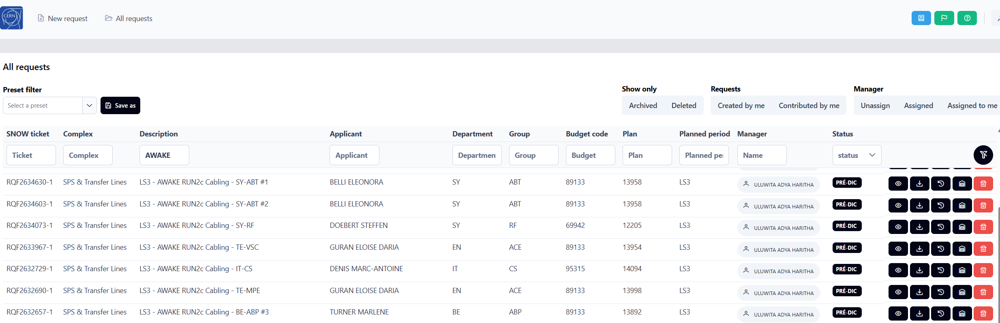 CERN
New request
All requests
All requests
Preset filter
Select a preset
Save as
Show only
Archived Deleted
Requests
Created by me Contributed by me
Manager
Unassign Assigned Assigned to me
SNOW ticket Complex Description Applicant Department Group Budget code Plan Planned period Manager Status
Ticket Complex AWAKE Applicant Departmen Group Budget Plan Planned pe Name status
RQF2634630-1 SPS & Transfer Lines LS3 - AWAKE RUN2c Cabling - SY-ABT #1 BELLI ELEONORA SY ABT 89133 13958 LS3 ULUWITA ADYA HARITHA PRÉ-DIC
RQF2634603-1 SPS & Transfer Lines LS3 - AWAKE RUN2c Cabling - SY-ABT #2 BELLI ELEONORA SY ABT 89133 13958 LS3 ULUWITA ADYA HARITHA PRÉ-DIC
RQF2634073-1 SPS & Transfer Lines LS3 - AWAKE RUN2c Cabling - SY-RF DOEBERT STEFFEN SY RF 69942 12205 LS3 ULUWITA ADYA HARITHA PRÉ-DIC
RQF2633967-1 SPS & Transfer Lines LS3 - AWAKE RUN2c Cabling - TE-VSC GURAN ELOISE DARIA EN ACE 89133 13954 LS3 ULUWITA ADYA HARITHA PRÉ-DIC
RQF2632729-1 SPS & Transfer Lines LS3 - AWAKE RUN2c Cabling - IT-CS DENIS MARC-ANTOINE IT CS 95315 14094 LS3 ULUWITA ADYA HARITHA PRÉ-DIC
RQF2632690-1 SPS & Transfer Lines LS3 - AWAKE RUN2c Cabling - TE-MPE GURAN ELOISE DARIA EN ACE 89133 13998 LS3 ULUWITA ADYA HARITHA PRÉ-DIC
RQF2632657-1 SPS & Transfer Lines LS3 - AWAKE RUN2c Cabling - BE-ABP #3 TURNER MARLENE BE ABP 89133 13892 LS3 ULUWITA ADYA HARITHA PRÉ-DIC